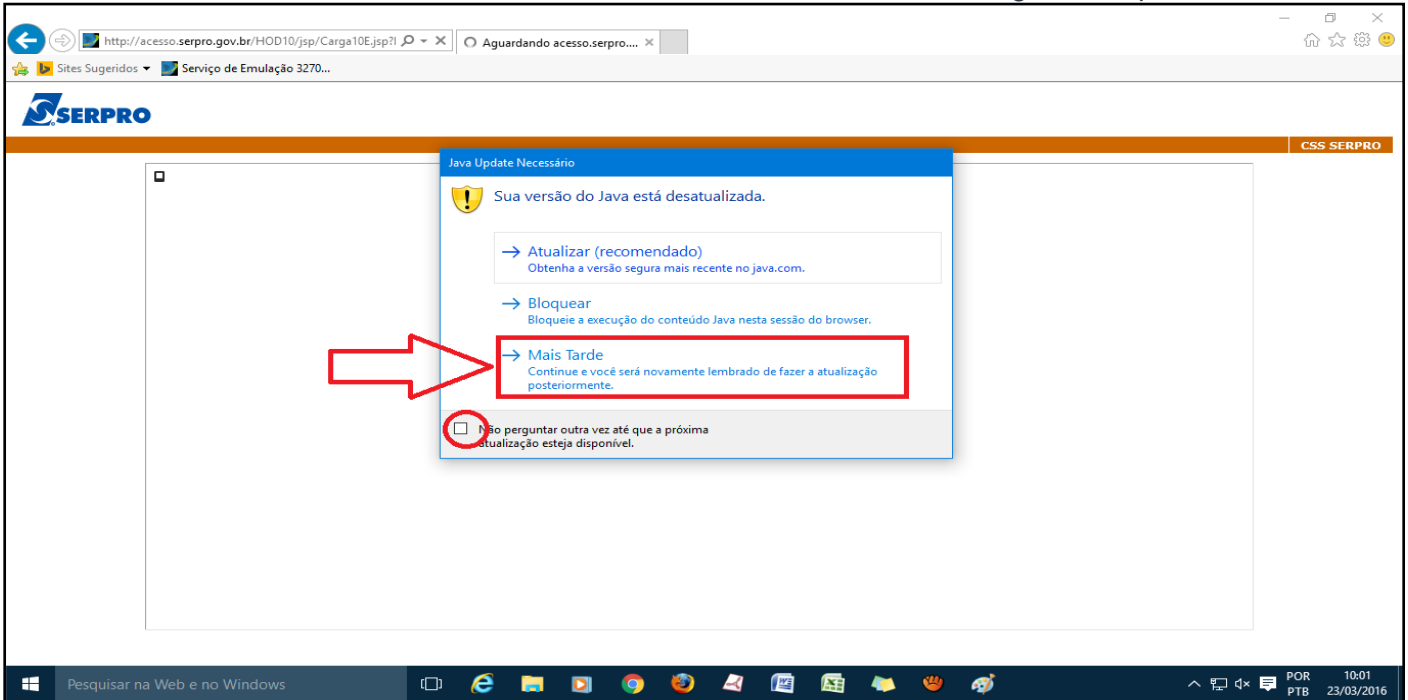 http://acesso.serpro.gov.br/HOD10/jsp/Carga10E.jsp?I
Aguardando acesso.serpro....
Sites Sugeridos
Serviço de Emulação 3270...
SERPRO
CSS SERPRO
Java Update Necessário
Sua versão do Java está desatualizada.
Atualizar (recomendado)
Obtenha a versão segura mais recente no java.com.
Bloquear
Bloqueie a execução do conteúdo Java nesta sessão do browser.
Mais Tarde
Continue e você será novamente lembrado de fazer a atualização
posteriormente.
Não perguntar outra vez até que a próxima
atualização esteja disponível.
Pesquisar na Web e no Windows
POR 10:01
PTB 23/03/2016